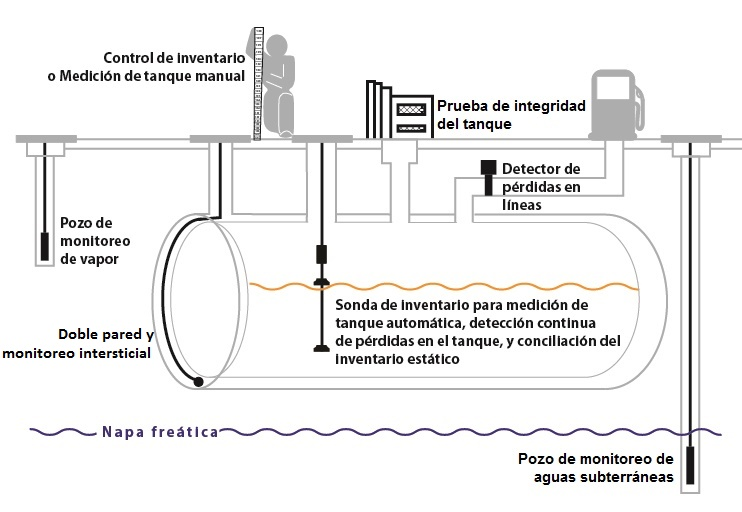 Control de inventario
o Medición de tanque manual
Prueba de integridad
del tanque
Detector de
pérdidas en
líneas
Pozo de
monitoreo
de vapor
Sonda de inventario para medición de
tanque automática, detección continua
de pérdidas en el tanque, y conciliación del
inventario estático
Doble pared y
monitoreo intersticial
Napa freática
Pozo de monitoreo de
aguas subterráneas